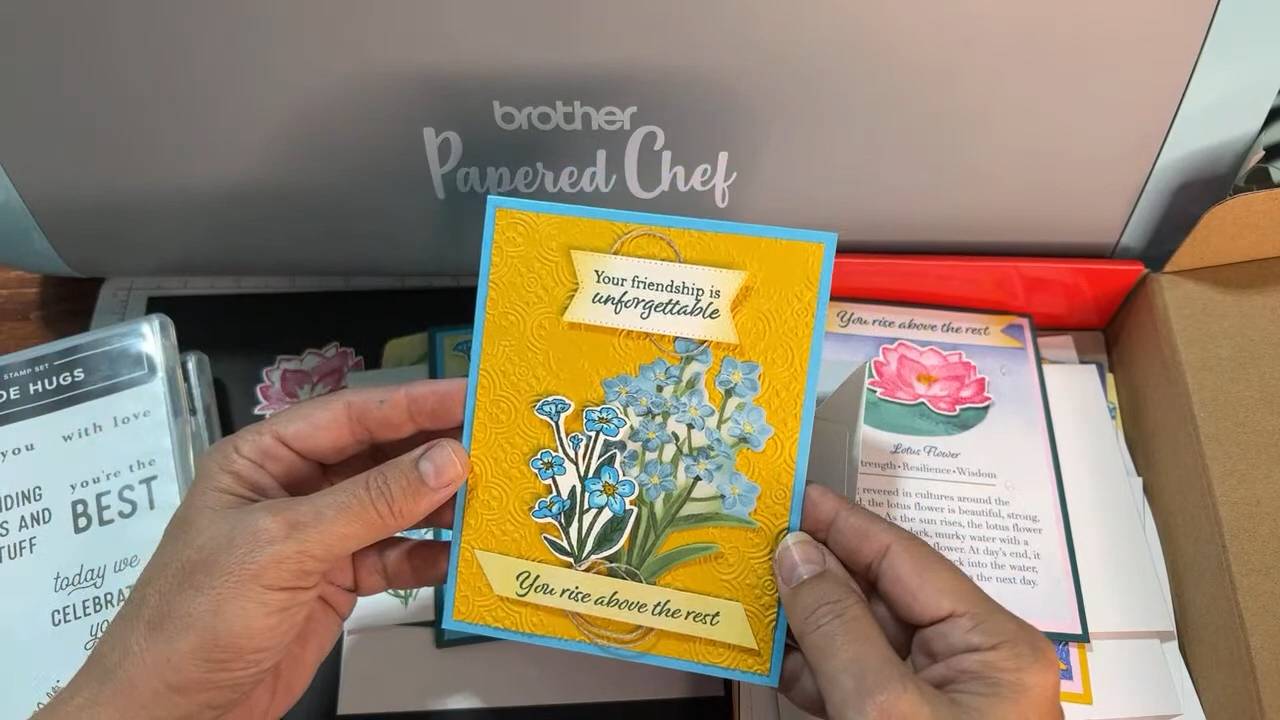 brother
Papered Chef
Your friendship is
unforgettable
You rise above the rest
STAMP SET
DE HUGS
you with love
you're the
BEST
S AND
TUFF
today we
CELEBRA
You rise above the rest
Lotus Flower
trength • Resilience • Wisdom
revered in cultures around the
the lotus flower is beautiful, strong,
As the sun rises, the lotus flower
dark, murky water with a
flower. At day's end, it
back into the water,
the next day.